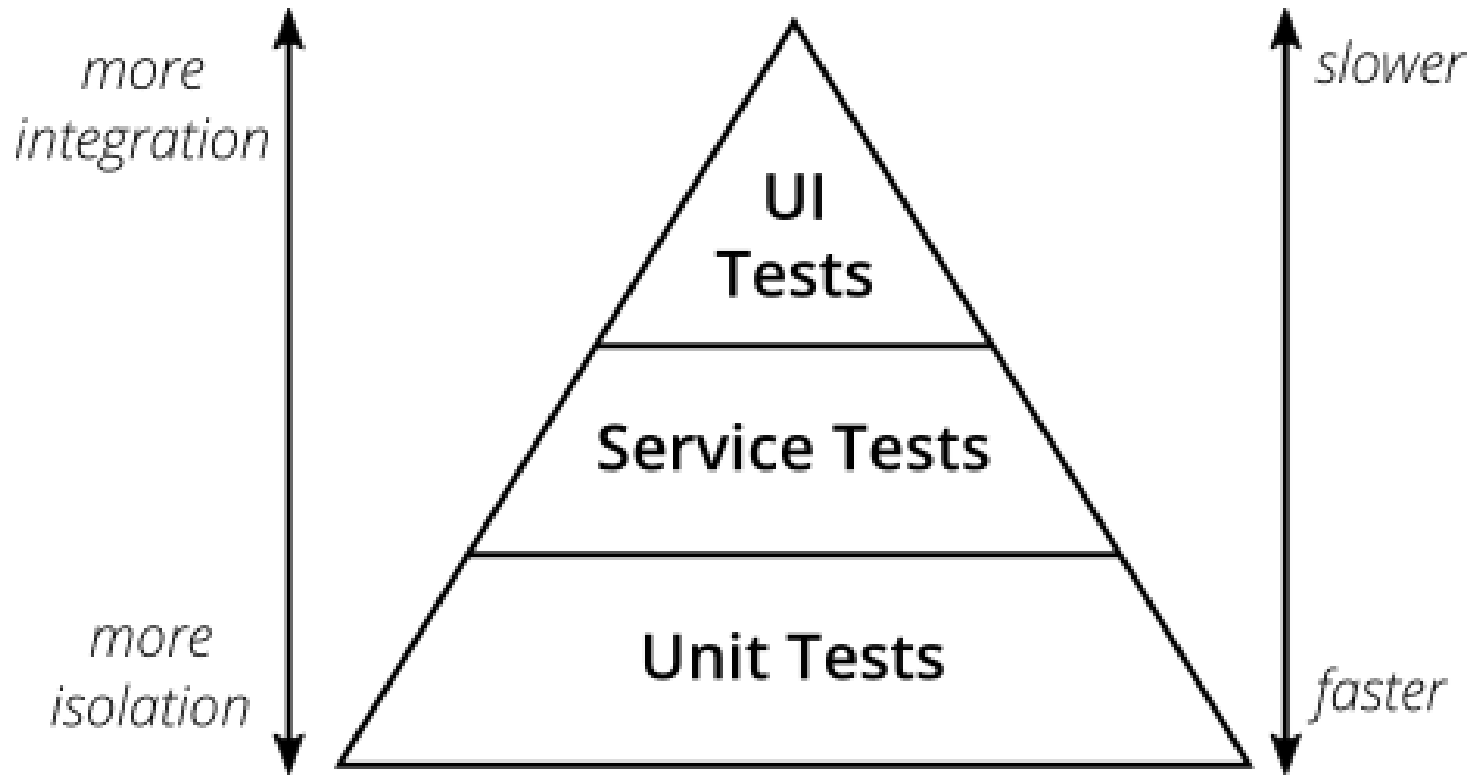 more
integration
slower
UI
Tests
Service Tests
more
isolation
Unit Tests
faster